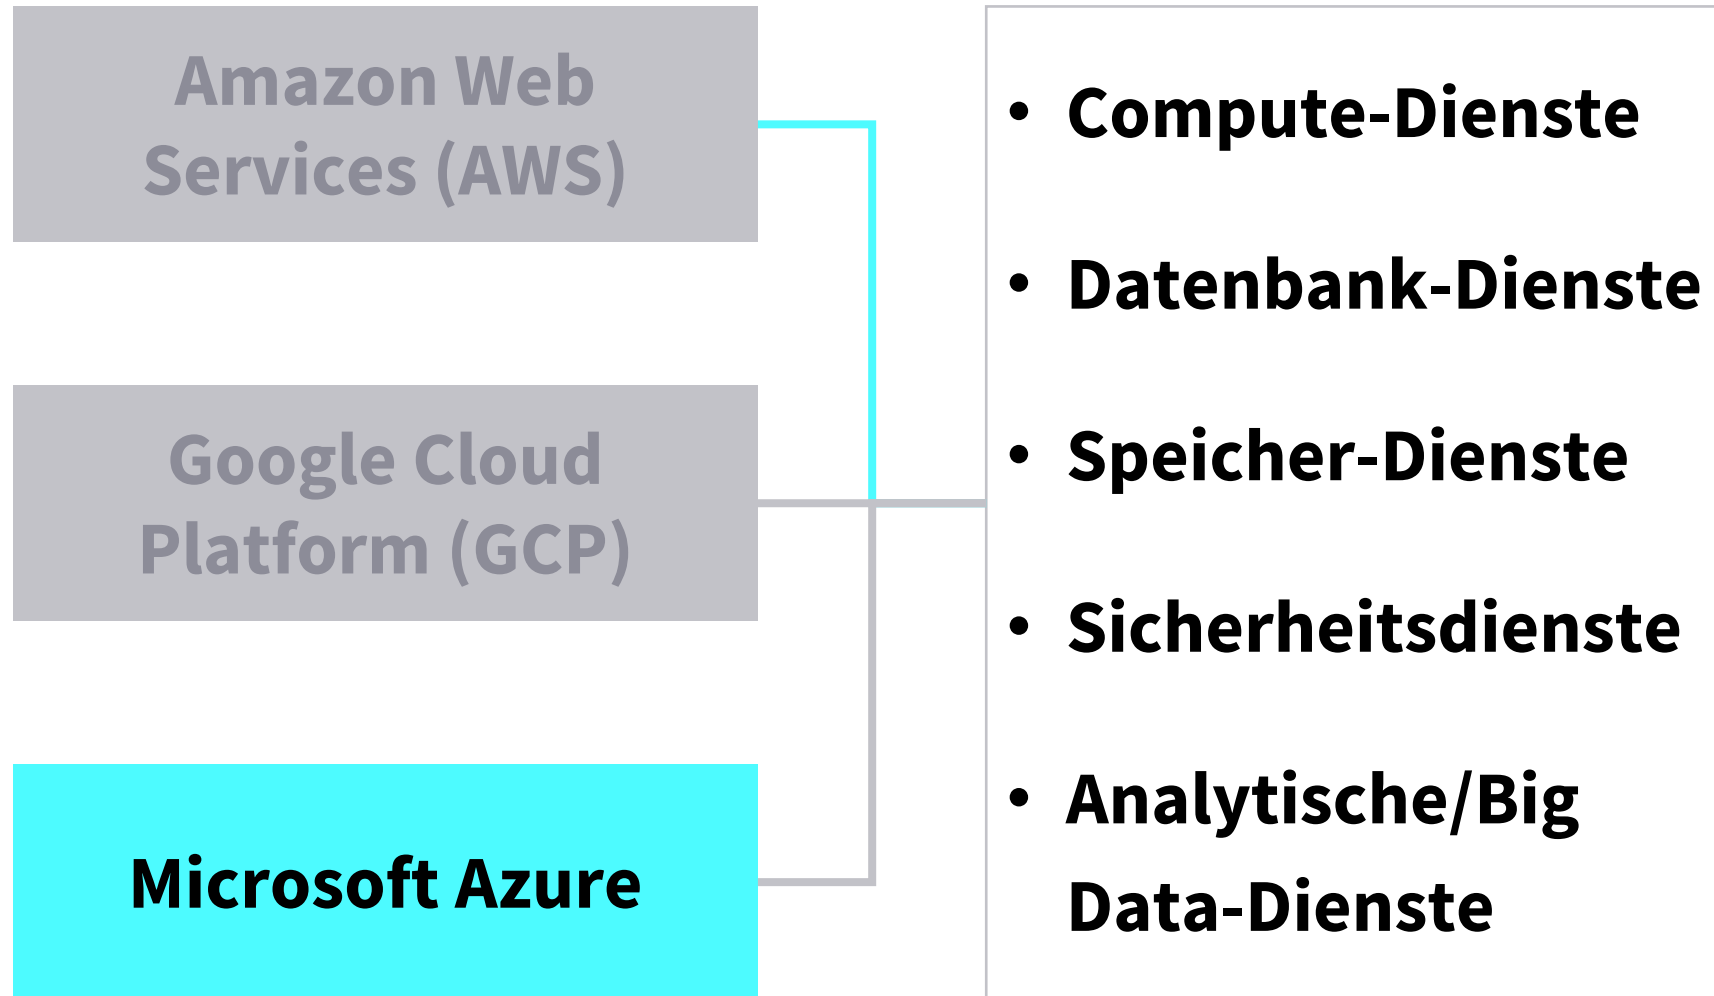 Amazon Web
Services (AWS)
Google Cloud
Platform (GCP)
Microsoft Azure
• Compute-Dienste
• Datenbank-Dienste
• Speicher-Dienste
• Sicherheitsdienste
• Analytische/Big
Data-Dienste